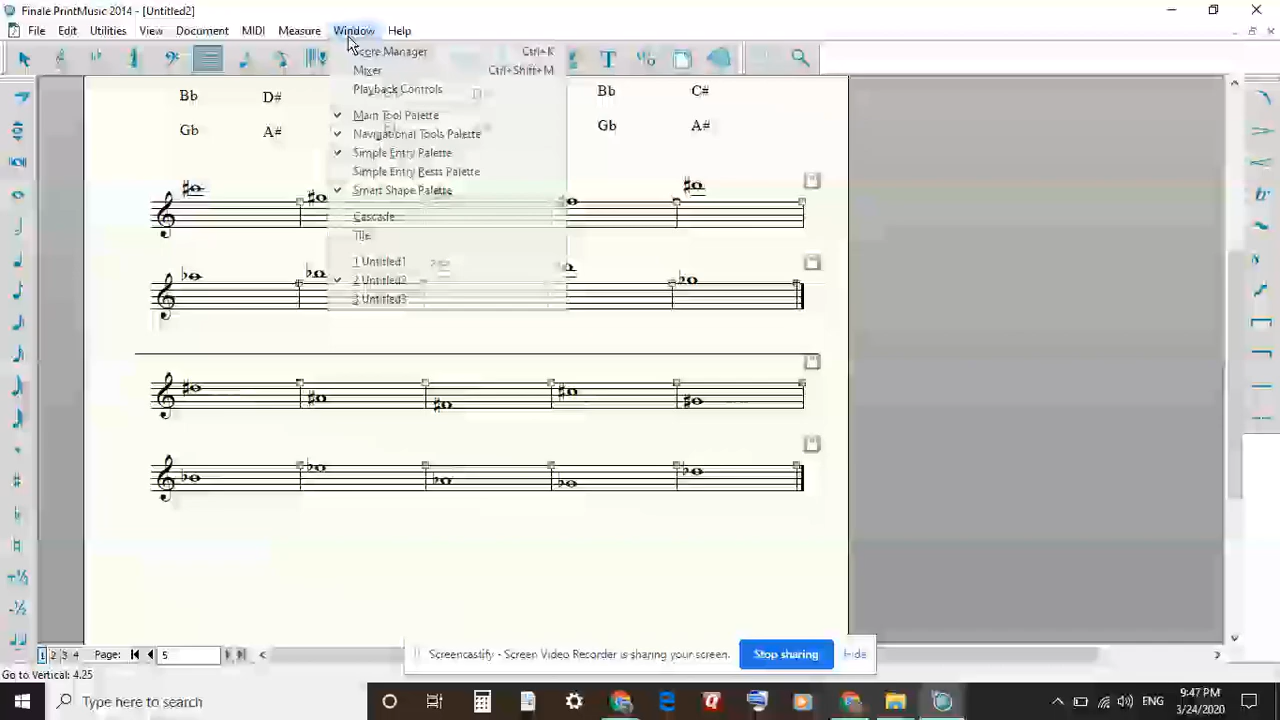 Finale PrintMusic 2014 - [Untitled2]
File Edit Utilities View Document MIDI Measure Window Help
Score Manager Ctrl+K
Mixer Ctrl+Shift+M
Playback Controls
Main Tool Palette
Navigational Tools Palette
Simple Entry Palette
Simple Entry Rests Palette
Smart Shape Palette
Cascade
Tile
1 Untitled1
2 Untitled2
3 Untitled3
Bb D# Bb C#
Gb A# Gb A#
1 2 3 4 Page: 5
Screencastify - Screen Video Recorder is sharing your screen. Stop sharing Hide
Go to Vertical: 4.25
Type here to search
ENG
9:47 PM
3/24/2020